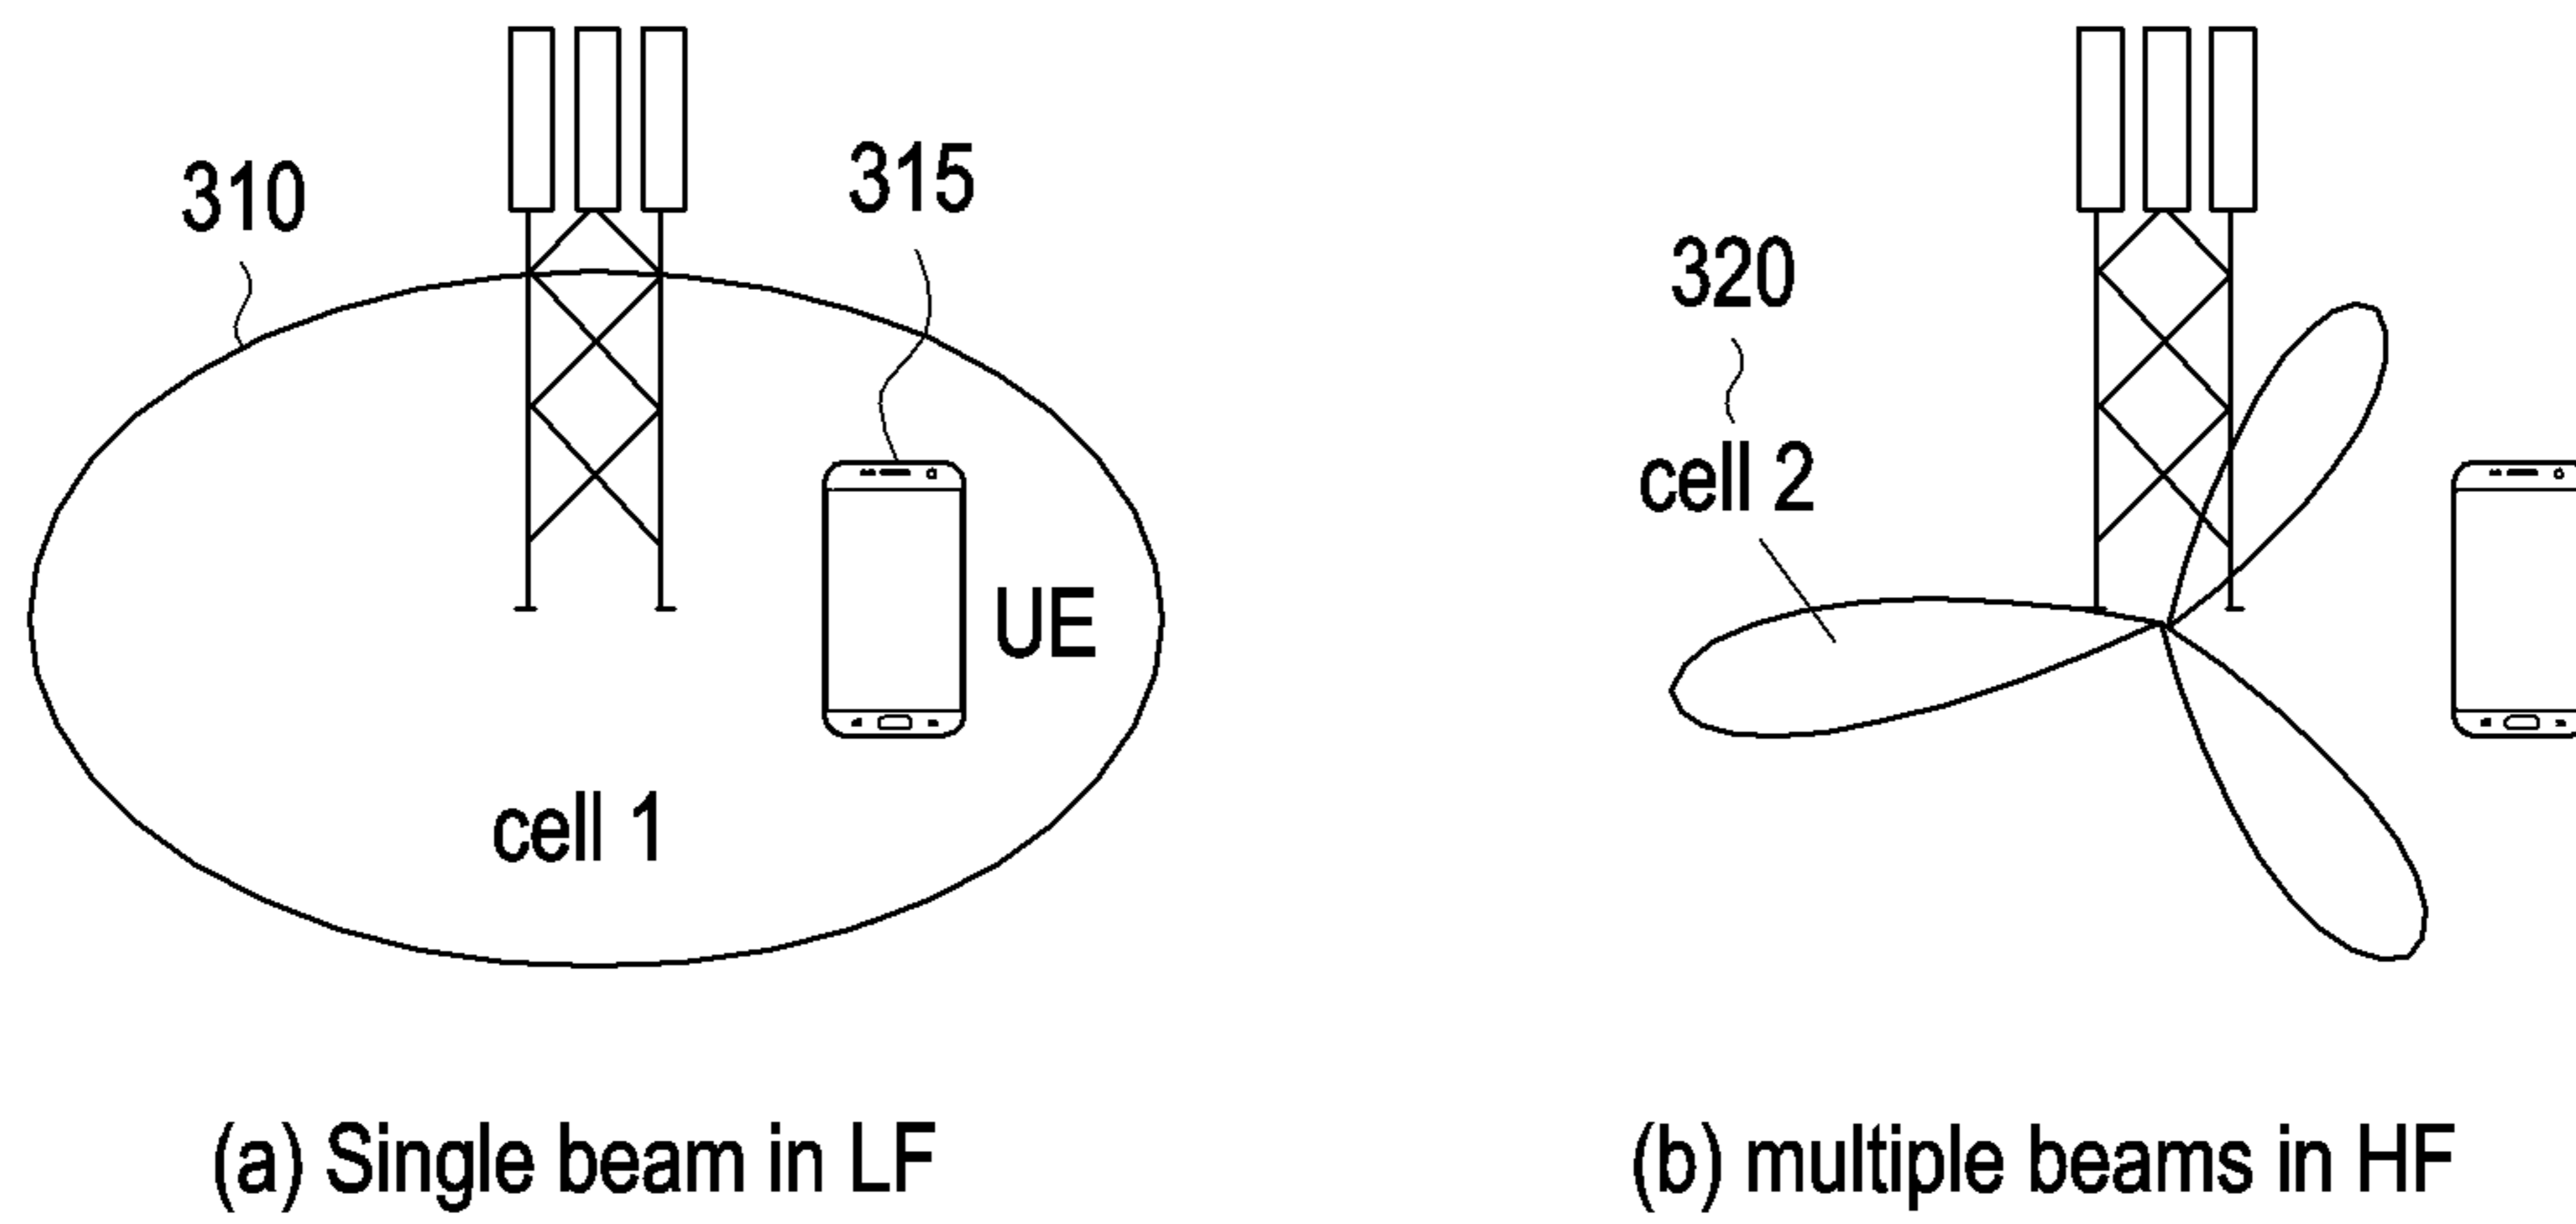 310
315
UE
cell 1
(a) Single beam in LF
320
cell 2
(b) multiple beams in HF